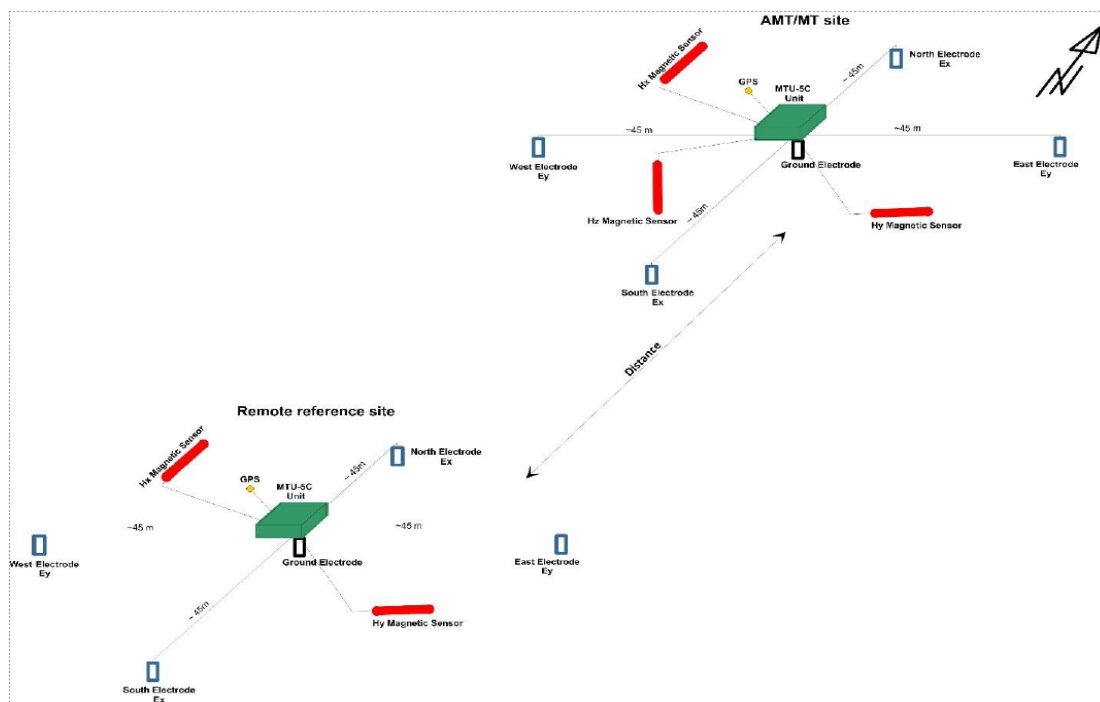 AMT/MT site
Hx Magnetic Sensor
GPS
MTU-5C
Unit
~45m
North Electrode
Ex
N
~45 m
~45 m
West Electrode
Ey
Ground Electrode
East Electrode
Ey
Hz Magnetic Sensor
~45m
Hy Magnetic Sensor
South Electrode
Ex
Distance
Remote reference site
Hx Magnetic Sensor
GPS
MTU-5C
Unit
~45m
North Electrode
Ex
~45 m
~45 m
West Electrode
Ey
Ground Electrode
East Electrode
Ey
~45m
Hy Magnetic Sensor
South Electrode
Ex